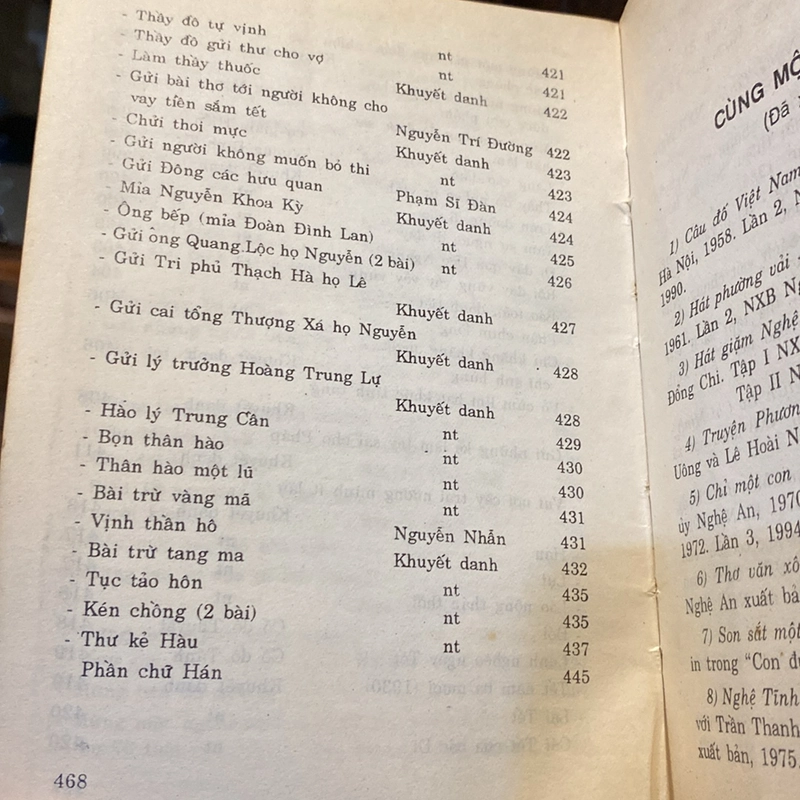 - Thầy đồ tự vịnh nt 421
- Thầy đồ gửi thư cho vợ nt 421
- Làm thầy thuốc Khuyết danh 422
- Gửi bài thơ tới người không cho
vay tiền sắm tết Nguyễn Trí Đường 422
- Chửi thoi mực Khuyết danh 423
- Gửi người không muốn bỏ thi nt 423
- Gửi Đông các hưu quan Phạm Sĩ Đàn 424
- Mỉa Nguyễn Khoa Kỳ Khuyết danh 424
- Ông bếp (mỉa Đoàn Đình Lan) nt 425
- Gửi ông Quang Lộc họ Nguyễn (2 bài) nt 426
- Gửi Tri phủ Thạch Hà họ Lê
Khuyết danh 427
- Gửi cai tổng Thượng Xá họ Nguyễn
Khuyết danh 428
- Gửi lý trưởng Hoàng Trung Lự
Khuyết danh 428
- Hào lý Trung Cần nt 429
- Bọn thân hào nt 430
- Thân hào một lũ nt 430
- Bài trừ vàng mã nt 431
- Vịnh thần hô Nguyễn Nhẫn 431
- Bài trừ tang ma Khuyết danh 432
- Tục tảo hôn nt 435
- Kén chồng (2 bài) nt 435
- Thư kẻ Hàu nt 437
Phần chữ Hán 445
468
CÙNG MỘ
(Đã
1) Câu đố Việt Nam
Hà Nội, 1958. Lần 2,
1990.
2) Hát phường vải
1961. Lần 2, NXB Ng
3) Hát giặm Nghệ
Đổng Chi. Tập I NX
Tập II N
4) Truyện Phươn
Uông và Lê Hoài N
5) Chỉ một con
ủy Nghệ An, 1970
1972. Lần 3, 1994
6) Thơ văn xô
Nghệ An xuất bả
7) Son sắt một
in trong "Con đư
8) Nghệ Tĩnh
với Trần Thanh
xuất bản, 1975,